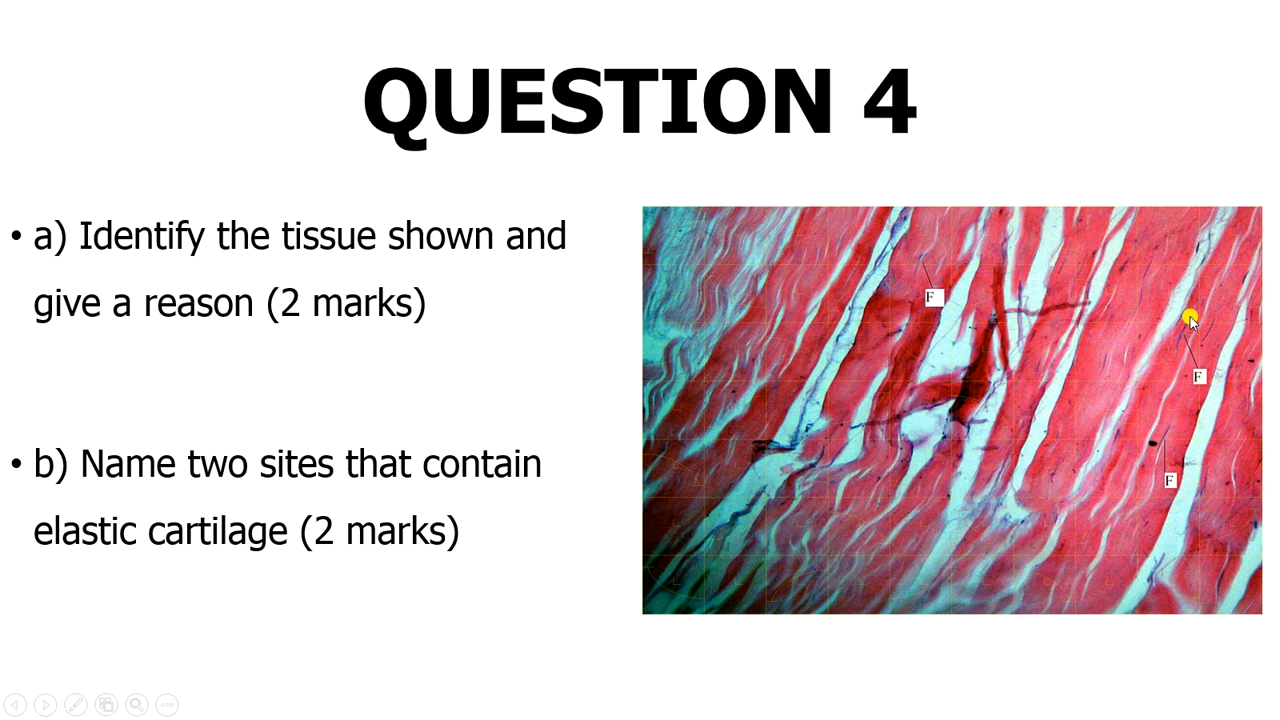 QUESTION 4
• a) Identify the tissue shown and
give a reason (2 marks)
• b) Name two sites that contain
elastic cartilage (2 marks)
F
F
F